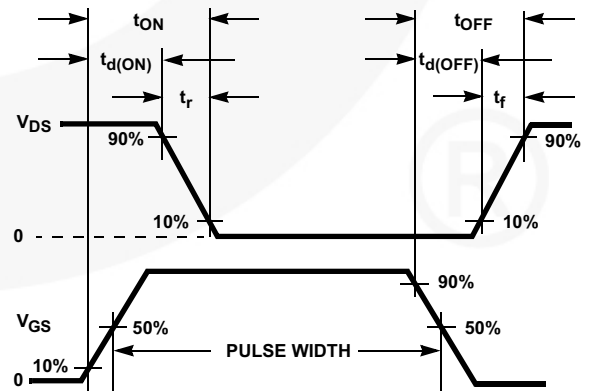 tON
tOFF
td(ON)
td(OFF)
tr
tf
VDS
90%
90%
10%
10%
0
90%
VGS
50%
50%
PULSE WIDTH
10%
0
®